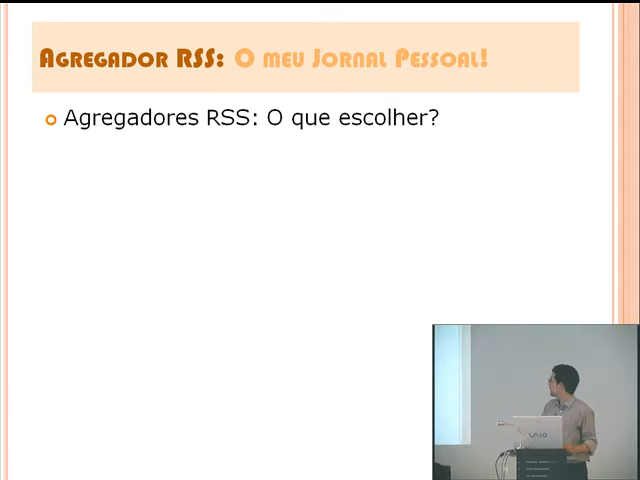 Agregador RSS: O meu Jornal Pessoal!
Agregadores RSS: O que escolher?
VAIO